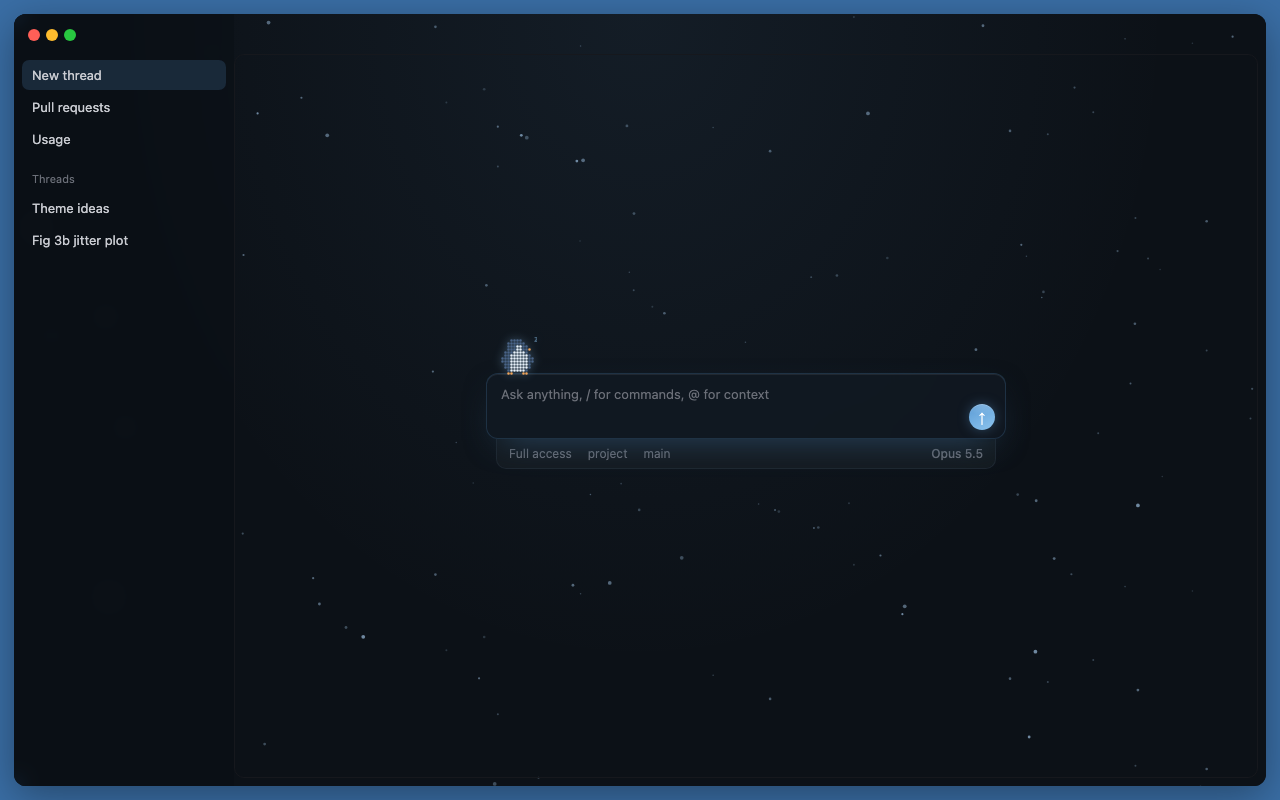 New thread
Pull requests
Usage
Threads
Theme ideas
Fig 3b jitter plot
z
Ask anything, / for commands, @ for context
Full access project main Opus 5.5